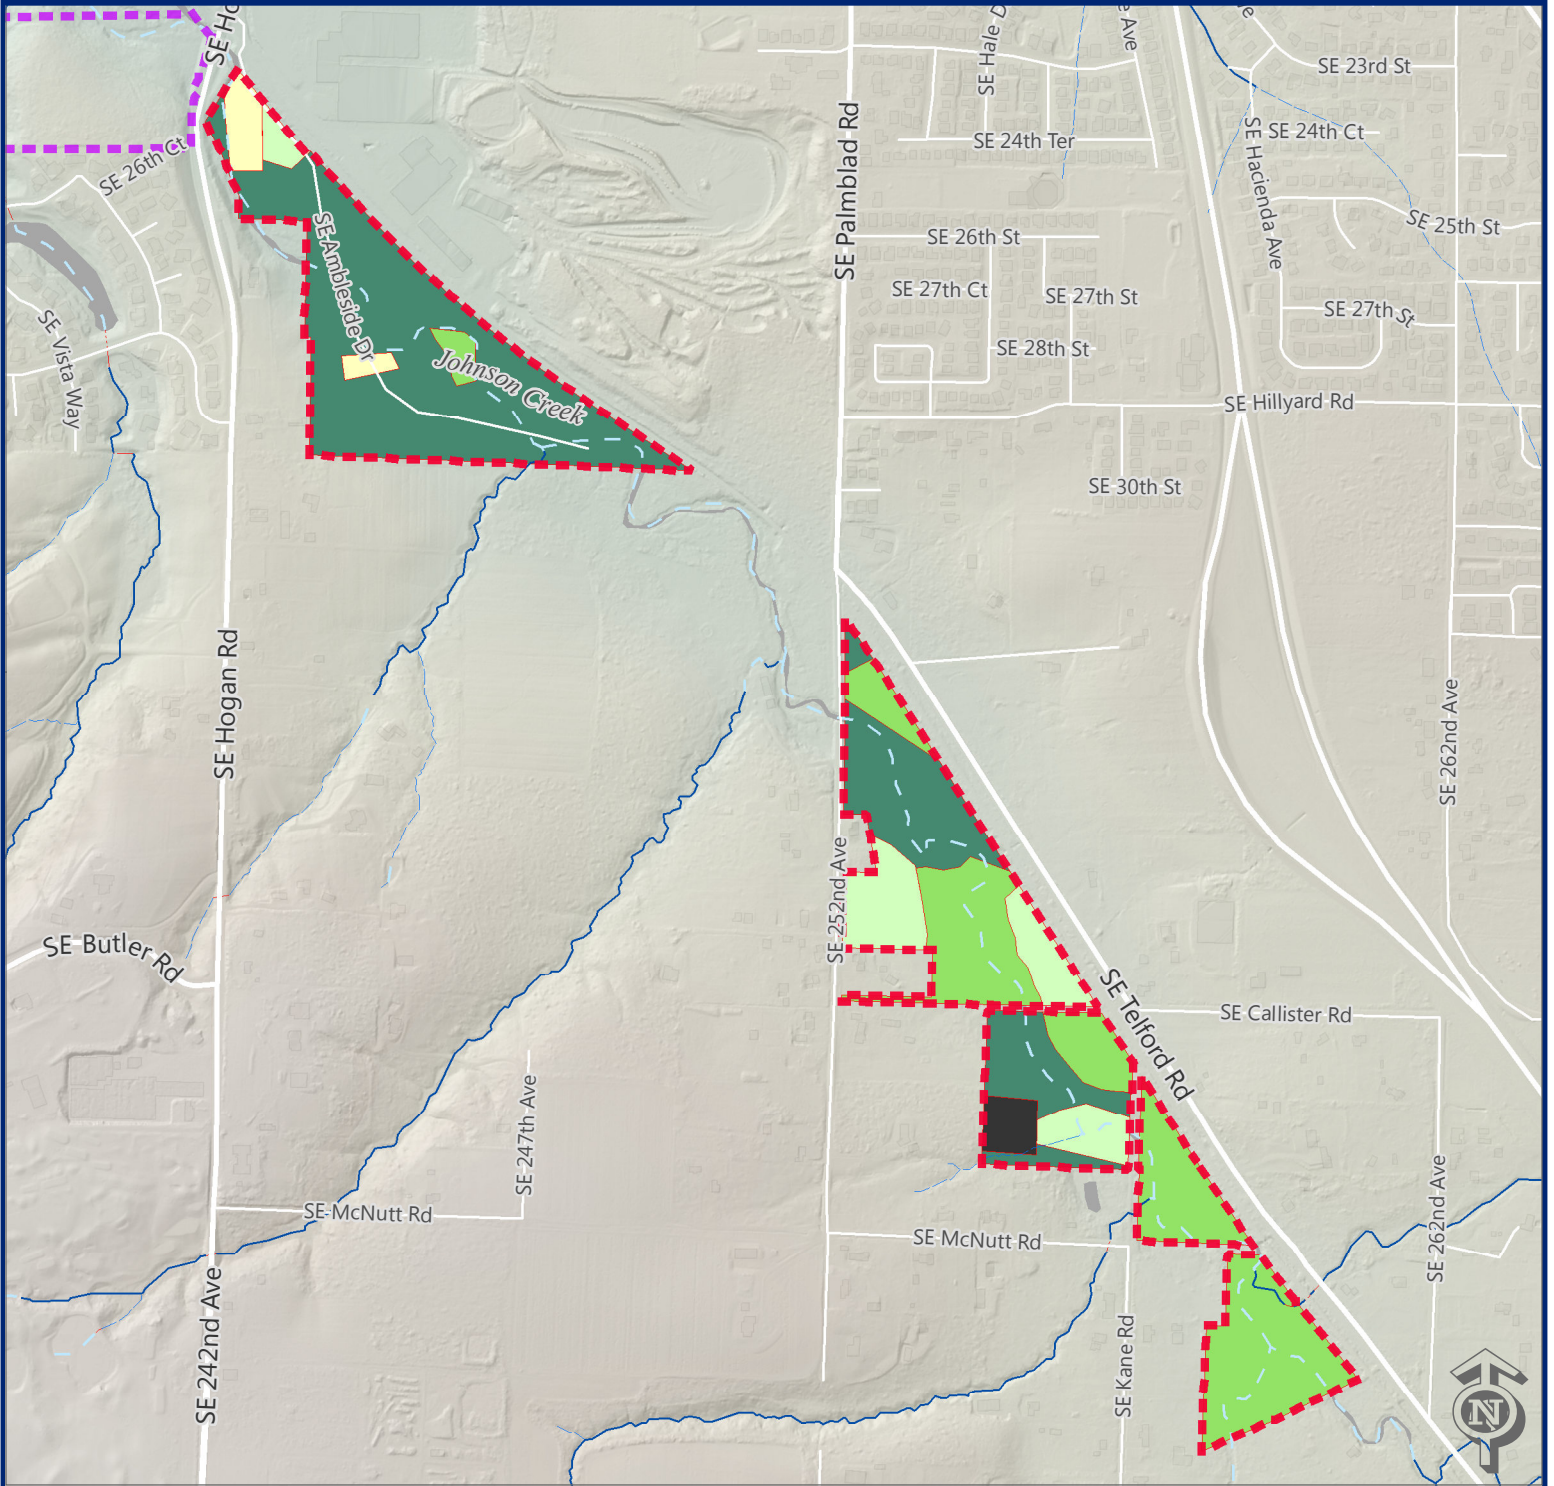 SE Ho
SE Hale D
e Ave
SE 23rd St
SE 24th Ter
SE 24th Ct
SE Palmblad Rd
SE 26th Ct
SE Hacienda Ave
SE 25th St
SE 26th St
SE Ambleside Dr
SE 27th Ct
SE 27th St
SE 27th St
SE Vista Way
SE 28th St
Johnson Creek
SE Hillyard Rd
SE 30th St
SE Hogan Rd
SE 262nd Ave
SE 252nd Ave
SE Butler Rd
SE Telford Rd
SE Callister Rd
SE 247th Ave
SE McNutt Rd
SE McNutt Rd
SE 262nd Ave
SE 242nd Ave
SE Kane Rd
N